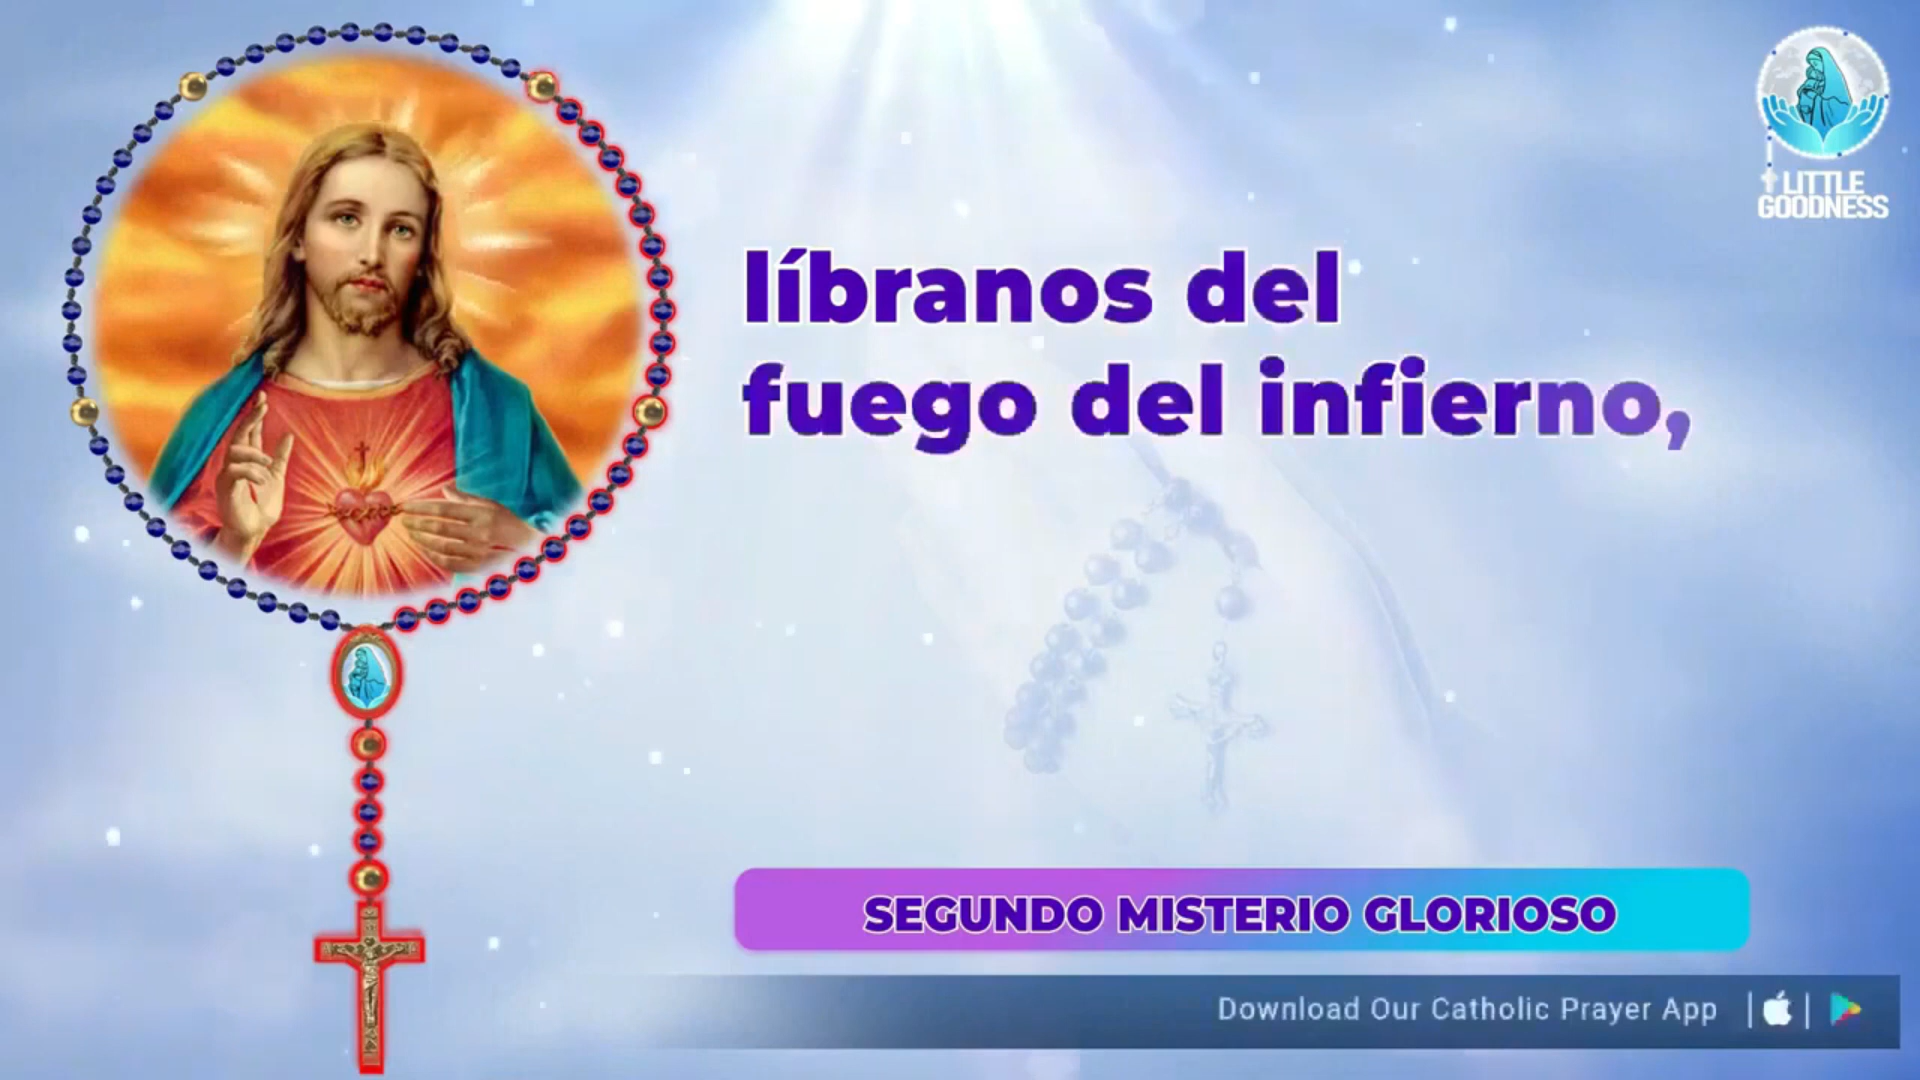 LITTLE
GOODNESS
líbranos del
fuego del infierno,
SEGUNDO MISTERIO GLORIOSO
Download Our Catholic Prayer App